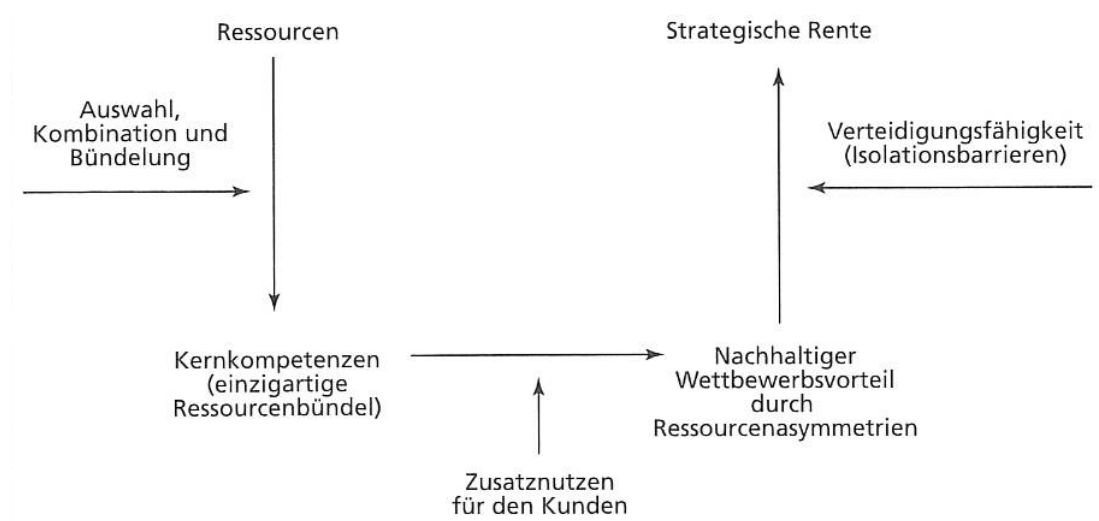 Ressourcen
Strategische Rente
Auswahl,
Kombination und
Bündelung
Verteidigungsfähigkeit
(Isolationsbarrieren)
Kernkompetenzen
(einzigartige
Ressourcenbündel)
Nachhaltiger
Wettbewerbsvorteil
durch
Ressourcenasymmetrien
Zusatznutzen
für den Kunden